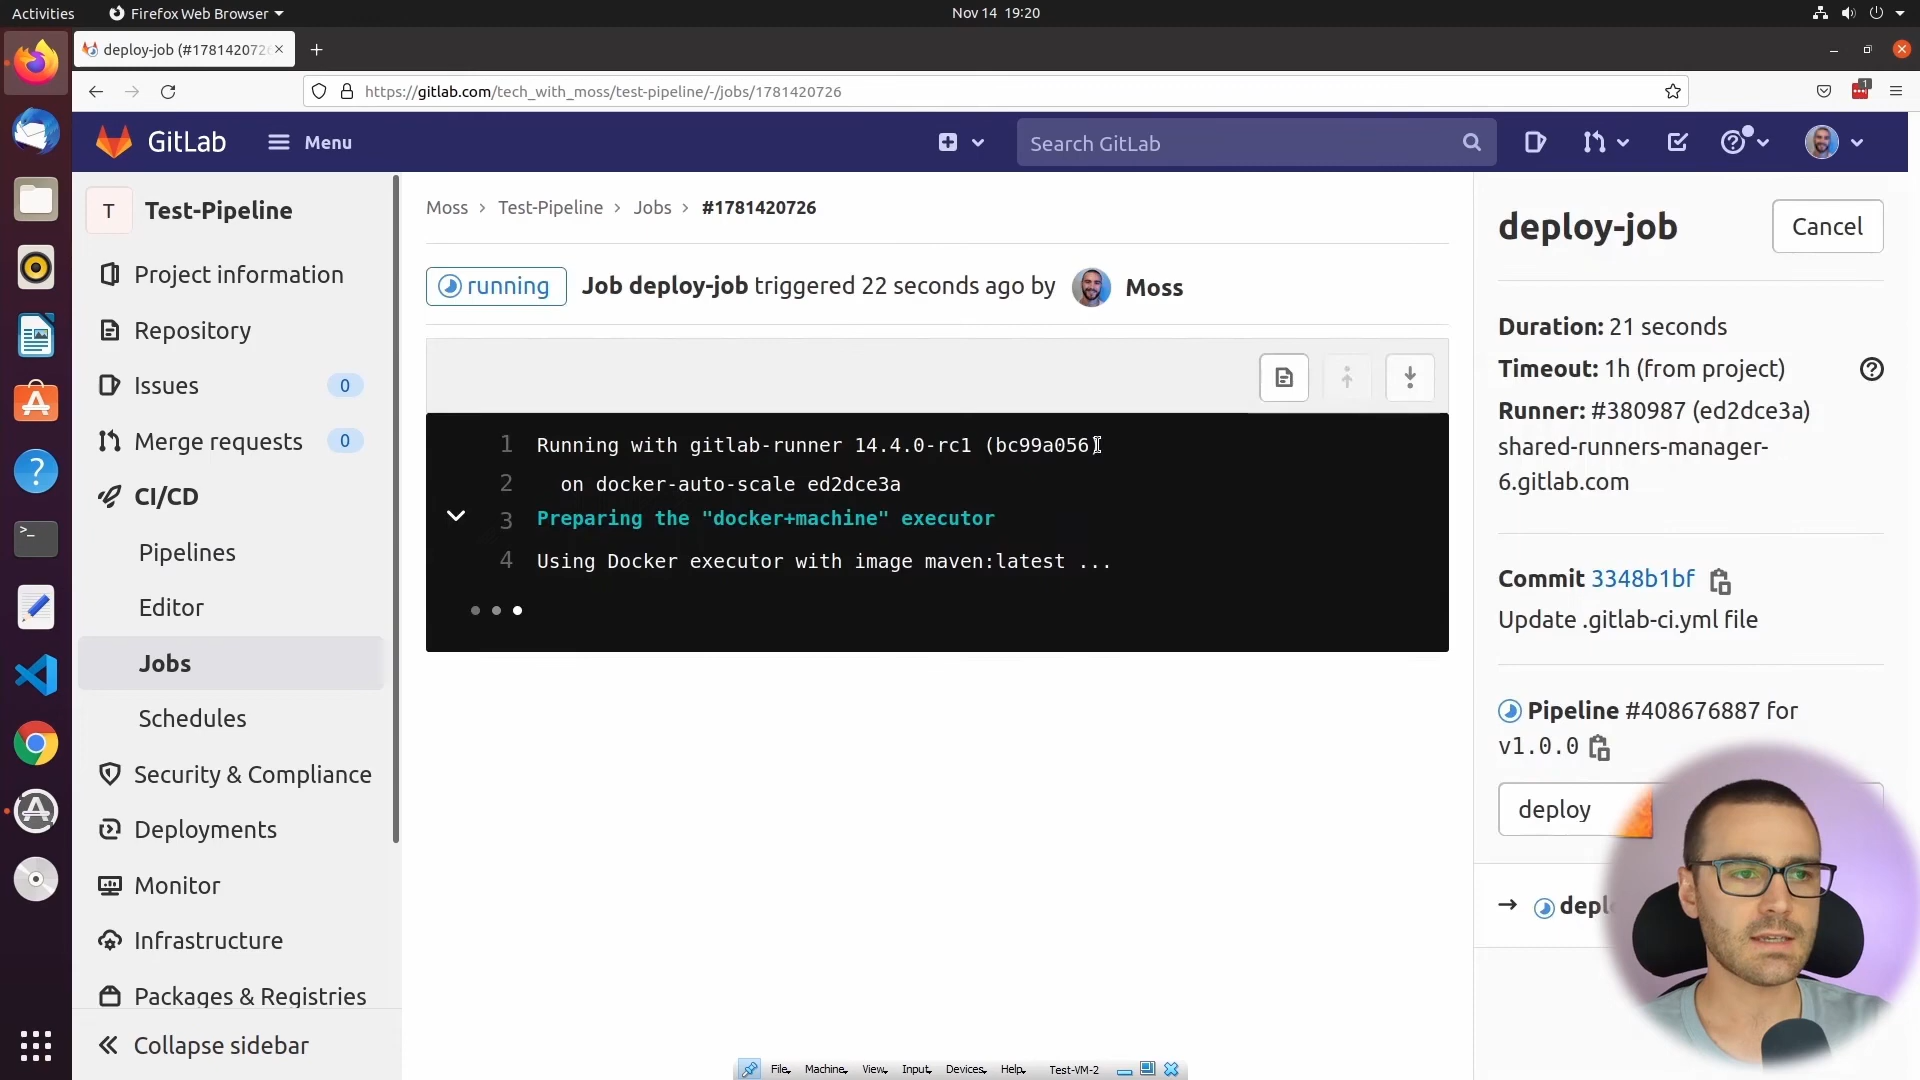 Activities
Firefox Web Browser
Nov 14 19:20
deploy-job (#178142072
https://gitlab.com/tech_with_moss/test-pipeline/-/jobs/1781420726
1
GitLab
Menu
Search GitLab
T
Test-Pipeline
Project information
Repository
Issues 0
Merge requests 0
CI/CD
Pipelines
Editor
Jobs
Schedules
Security & Compliance
Deployments
Monitor
Infrastructure
Packages & Registries
Collapse sidebar
Moss > Test-Pipeline > Jobs > #1781420726
running Job deploy-job triggered 22 seconds ago by Moss
1 Running with gitlab-runner 14.4.0-rc1 (bc99a056)
2 on docker-auto-scale ed2dce3a
3 Preparing the "docker+machine" executor
4 Using Docker executor with image maven:latest ...
deploy-job
Cancel
Duration: 21 seconds
Timeout: 1h (from project)
Runner: #380987 (ed2dce3a)
shared-runners-manager-
6.gitlab.com
Commit 3348b1bf
Update .gitlab-ci.yml file
Pipeline #408676887 for
v1.0.0
deploy
→ depl
File Machine View Input Devices Help Test-VM-2